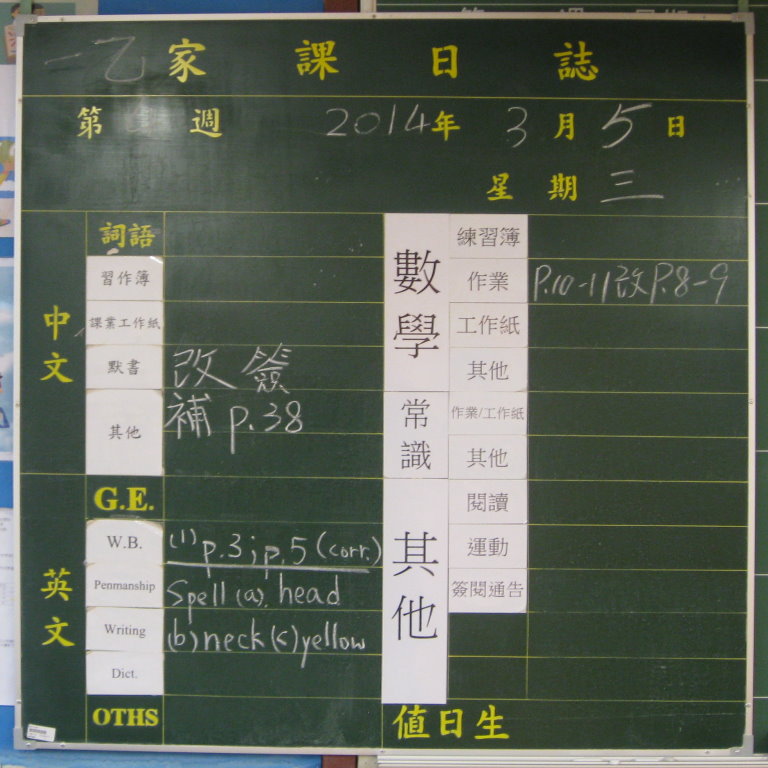 一乙家課日誌
第 週 2014年 3月 5日
星期三
中文
詞語
習作簿
課業工作紙
默書 改簽
其他 補 p.38
英文
G.E.
W.B. (1) p.3; p.5 (corr.)
Penmanship Spell (a). head
Writing (b) neck (c) yellow
Dict.
OTHS
數學
練習簿
作業 P.10-11改P.8-9
工作紙
其他
常識
作業/工作紙
其他
其他
閱讀
運動
簽閱通告
值日生